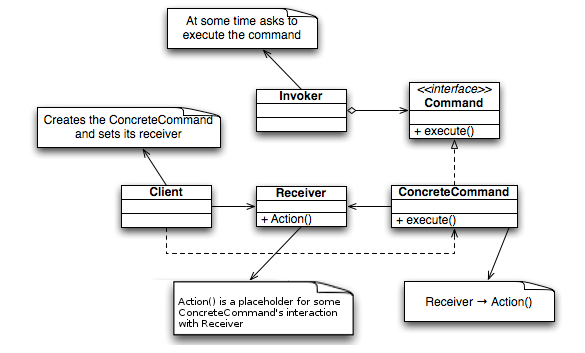 At some time asks to
execute the command
Invoker
<<interface>>
Command
+ execute()
Creates the ConcreteCommand
and sets its receiver
Client
Receiver
+ Action()
ConcreteCommand
+ execute()
Action() is a placeholder for some
ConcreteCommand's interaction
with Receiver
Receiver → Action()